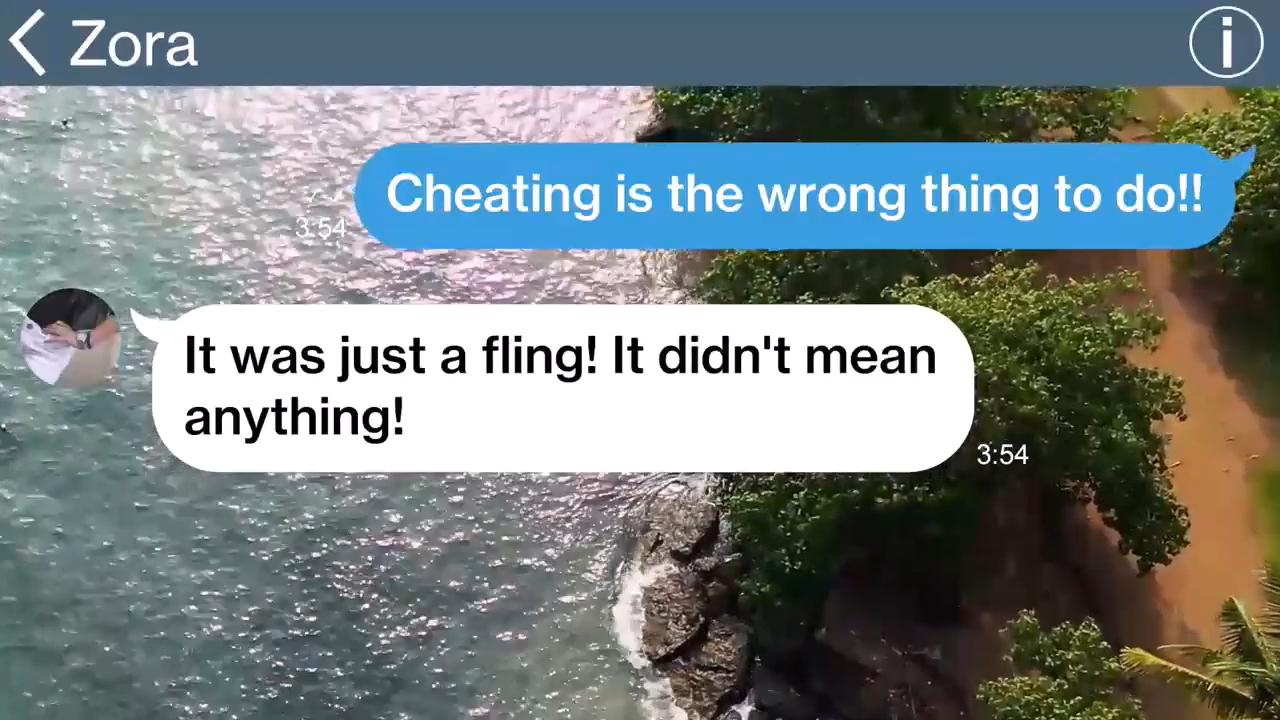 Zora
Cheating is the wrong thing to do!!
3:54
It was just a fling! It didn't mean
anything!
3:54